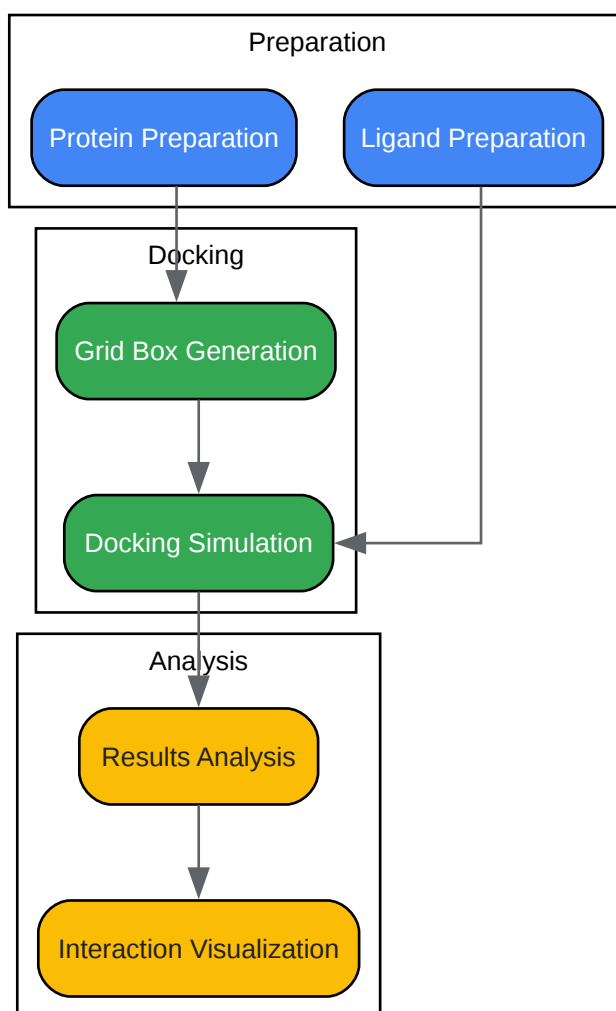 Preparation
Protein Preparation
Ligand Preparation
Docking
Grid Box Generation
Docking Simulation
Analysis
Results Analysis
Interaction Visualization